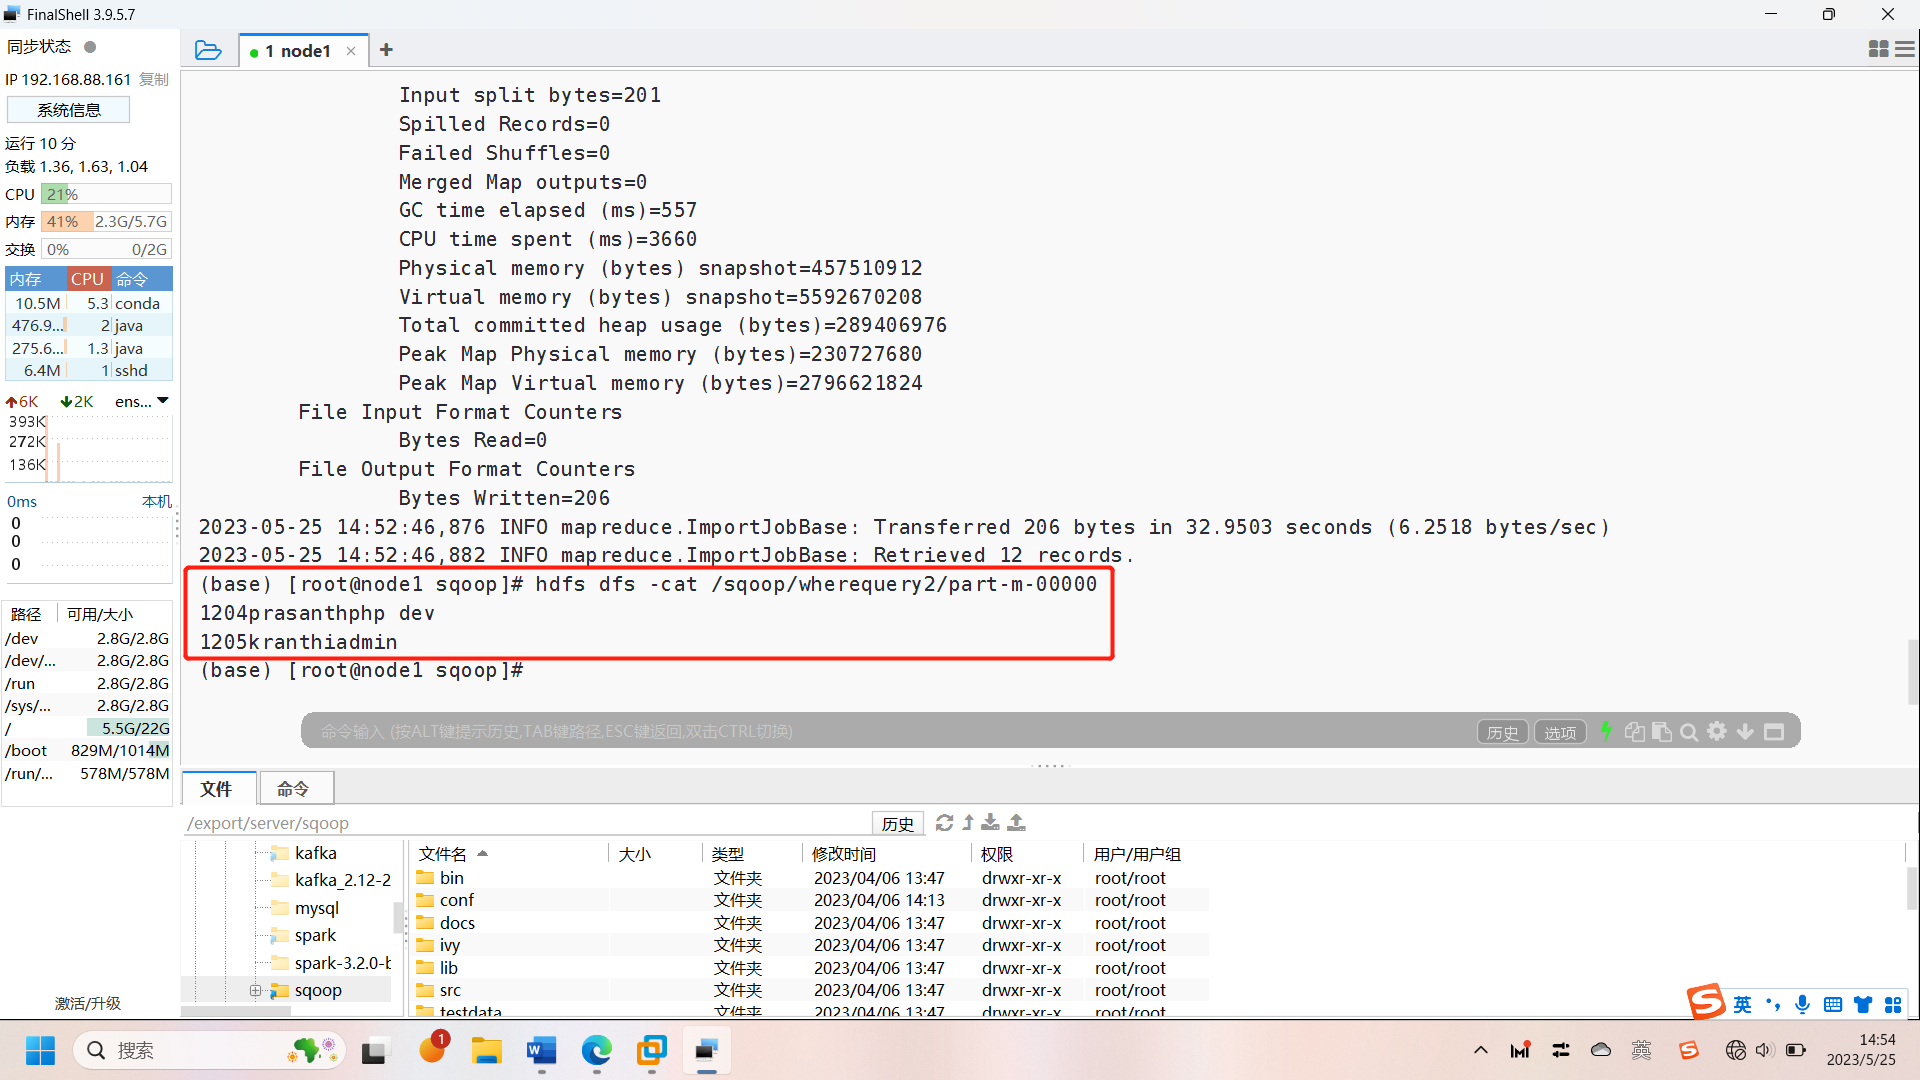 FinalShell 3.9.5.7
同步状态
IP 192.168.88.161 复制
系统信息
运行 10 分
负载 1.36, 1.63, 1.04
CPU 21%
内存 41% 2.3G/5.7G
交换 0% 0/2G
内存 CPU 命令
10.5M 5.3 conda
476.9... 2 java
275.6... 1.3 java
6.4M 1 sshd
6K 2K ens...
393K
272K
136K
0ms 本机
0
0
0
路径 可用/大小
/dev 2.8G/2.8G
/dev/... 2.8G/2.8G
/run 2.8G/2.8G
/sys/... 2.8G/2.8G
/ 5.5G/22G
/boot 829M/1014M
/run/... 578M/578M
激活/升级
1 node1
Input split bytes=201
Spilled Records=0
Failed Shuffles=0
Merged Map outputs=0
GC time elapsed (ms)=557
CPU time spent (ms)=3660
Physical memory (bytes) snapshot=457510912
Virtual memory (bytes) snapshot=5592670208
Total committed heap usage (bytes)=289406976
Peak Map Physical memory (bytes)=230727680
Peak Map Virtual memory (bytes)=2796621824
File Input Format Counters
Bytes Read=0
File Output Format Counters
Bytes Written=206
2023-05-25 14:52:46,876 INFO mapreduce.ImportJobBase: Transferred 206 bytes in 32.9503 seconds (6.2518 bytes/sec)
2023-05-25 14:52:46,882 INFO mapreduce.ImportJobBase: Retrieved 12 records.
(base) [root@node1 sqoop]# hdfs dfs -cat /sqoop/wherequery2/part-m-00000
1204prasanthphp dev
1205kranthiadmin
(base) [root@node1 sqoop]#
命令输入 (按ALT键提示历史,TAB键路径,ESC键返回,双击CTRL切换) 历史 选项
文件 命令
/export/server/sqoop 历史
kafka
kafka_2.12-2
mysql
spark
spark-3.2.0-b
sqoop
文件名 大小 类型 修改时间 权限 用户/用户组
bin 文件夹 2023/04/06 13:47 drwxr-xr-x root/root
conf 文件夹 2023/04/06 14:13 drwxr-xr-x root/root
docs 文件夹 2023/04/06 13:47 drwxr-xr-x root/root
ivy 文件夹 2023/04/06 13:47 drwxr-xr-x root/root
lib 文件夹 2023/04/06 13:47 drwxr-xr-x root/root
src 文件夹 2023/04/06 13:47 drwxr-xr-x root/root
testdata 文件夹 2023/04/06 13:47 drwxr-xr-x root/root
英
搜索
1
英
14:54
2023/5/25